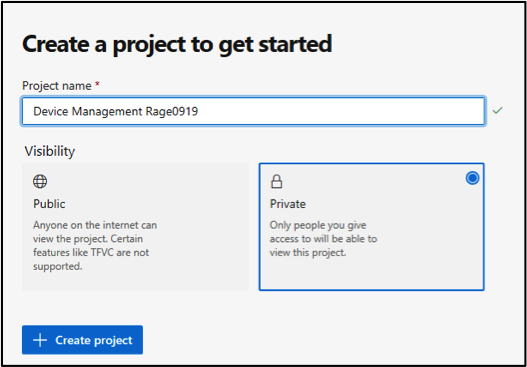 Create a project to get started
Project name *
Device Management Rage0919
Visibility
Public
Anyone on the internet can
view the project. Certain
features like TFVC are not
supported.
Private
Only people you give
access to will be able to
view this project.
Create project